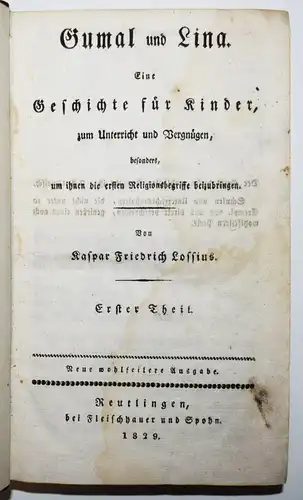 Gumal und Lina.
Eine
Geschichte für Kinder,
zum Unterricht und Vergnügen,
besonders,
um ihnen die ersten Religionsbegriffe beizubringen.
Von
Kaspar Friedrich Lossius.
Erster Theil.
Neue wohlfeilere Ausgabe.
Reutlingen,
bei Fleischhauer und Spohn.
1829.